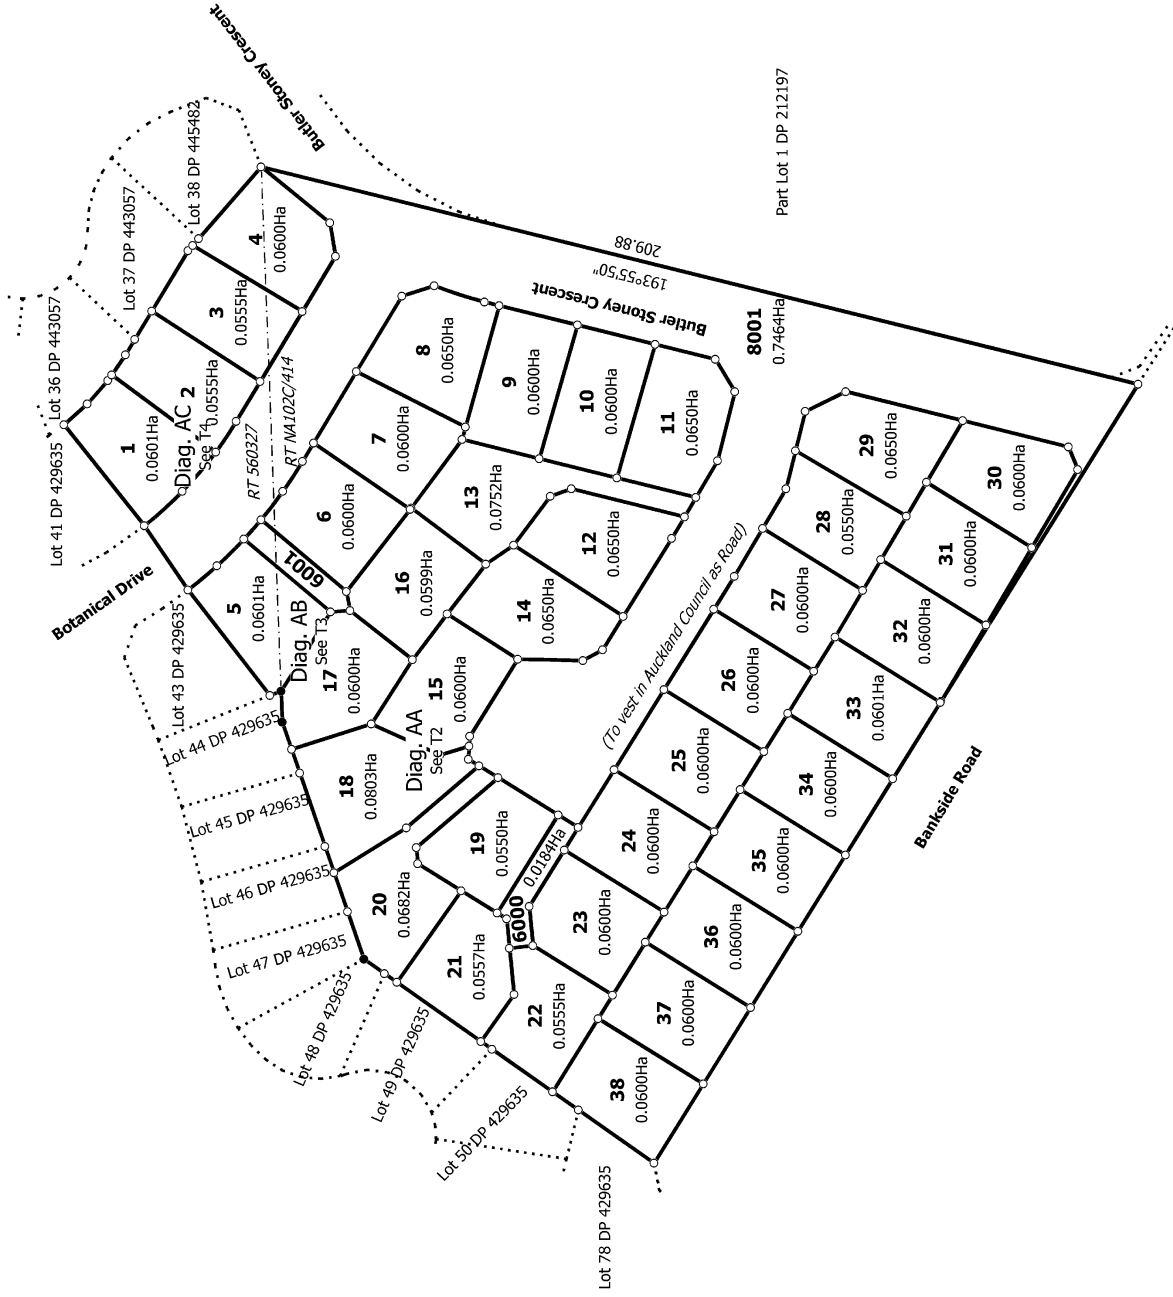 Butler Stoney Crescent
Butler Stoney Crescent
Lot 38 DP 445482
Lot 37 DP 443057
Lot 36 DP 443057
Lot 41 DP 429635
Part Lot 1 DP 212197
4
0.0600Ha
3
0.0555Ha
2
0.0555Ha
1
0.0601Ha
Diag. AC
See T4
RT 560327
RT NA102C/414
209.88
193°55'50"
8001
0.7464Ha
Butler Stoney Crescent
Botanical Drive
8
0.0650Ha
9
0.0600Ha
10
0.0600Ha
11
0.0650Ha
7
0.0600Ha
6
0.0600Ha
13
0.0752Ha
12
0.0650Ha
6001
5
0.0601Ha
Diag. AB
See T3
16
0.0599Ha
14
0.0650Ha
17
0.0600Ha
15
0.0600Ha
Diag. AA
See T2
18
0.0803Ha
19
0.0550Ha
20
0.0682Ha
21
0.0557Ha
22
0.0555Ha
6000
0.0184Ha
(To vest in Auckland Council as Road)
29
0.0650Ha
30
0.0600Ha
28
0.0550Ha
31
0.0600Ha
27
0.0600Ha
32
0.0600Ha
26
0.0600Ha
33
0.0601Ha
25
0.0600Ha
34
0.0600Ha
24
0.0600Ha
35
0.0600Ha
23
0.0600Ha
36
0.0600Ha
37
0.0600Ha
38
0.0600Ha
Bankside Road
Lot 43 DP 429635
Lot 44 DP 429635
Lot 45 DP 429635
Lot 46 DP 429635
Lot 47 DP 429635
Lot 48 DP 429635
Lot 49 DP 429635
Lot 50 DP 429635
Lot 78 DP 429635